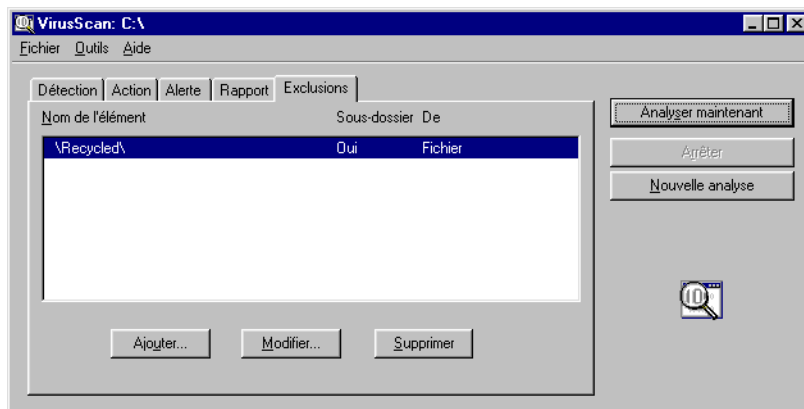 VirusScan: C:\
Fichier Outils Aide
Détection Action Alerte Rapport Exclusions
Nom de l'élément Sous-dossier De
\Recycled\ Oui Fichier
Analyser maintenant
Arrêter
Nouvelle analyse
Ajouter... Modifier... Supprimer